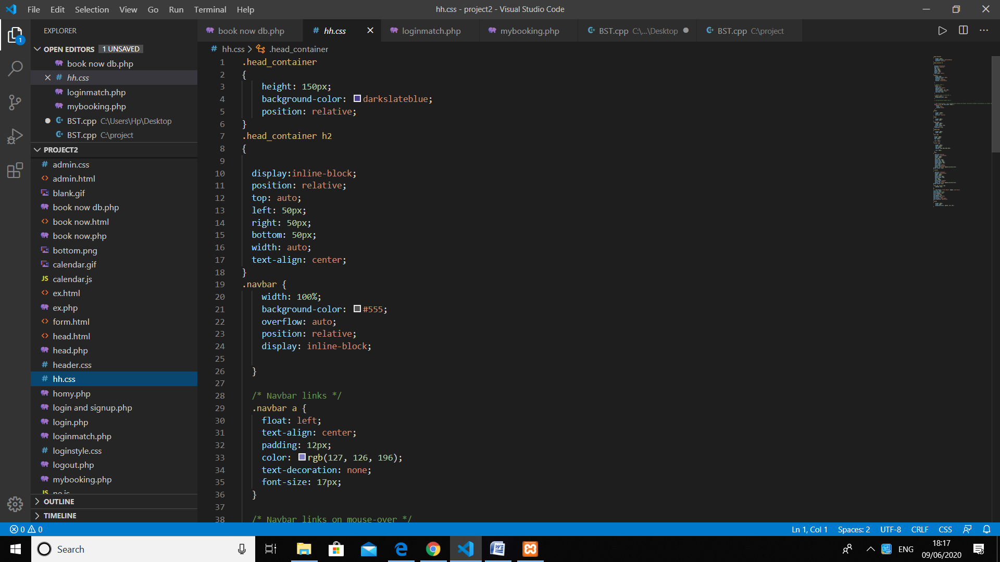 File Edit Selection View Go Run Terminal Help
hh.css - project2 - Visual Studio Code
EXPLORER
OPEN EDITORS 1 UNSAVED
book now db.php
hh.css
loginmatch.php
mybooking.php
BST.cpp C:\Users\Hp\Desktop
BST.cpp C:\project
PROJECT2
admin.css
admin.html
blank.gif
book now db.php
book now.html
book now.php
bottom.png
calendar.gif
calendar.js
ex.html
ex.php
form.html
head.html
head.php
header.css
hh.css
homy.php
login and signup.php
login.php
loginmatch.php
loginstyle.css
logout.php
mybooking.php
OUTLINE
TIMELINE
book now db.php hh.css loginmatch.php mybooking.php BST.cpp C:\...\Desktop BST.cpp C:\project
hh.css > .head_container
1 .head_container
2 {
3 height: 150px;
4 background-color: darkslateblue;
5 position: relative;
6 }
7 .head_container h2
8 {
9
10 display:inline-block;
11 position: relative;
12 top: auto;
13 left: 50px;
14 right: 50px;
15 bottom: 50px;
16 width: auto;
17 text-align: center;
18 }
19 .navbar {
20 width: 100%;
21 background-color: #555;
22 overflow: auto;
23 position: relative;
24 display: inline-block;
25
26 }
27
28 /* Navbar links */
29 .navbar a {
30 float: left;
31 text-align: center;
32 padding: 12px;
33 color: rgb(127, 126, 196);
34 text-decoration: none;
35 font-size: 17px;
36 }
37
38 /* Navbar links on mouse-over */
0 0
Ln 1, Col 1 Spaces: 2 UTF-8 CRLF CSS
Search
ENG
18:17
09/06/2020